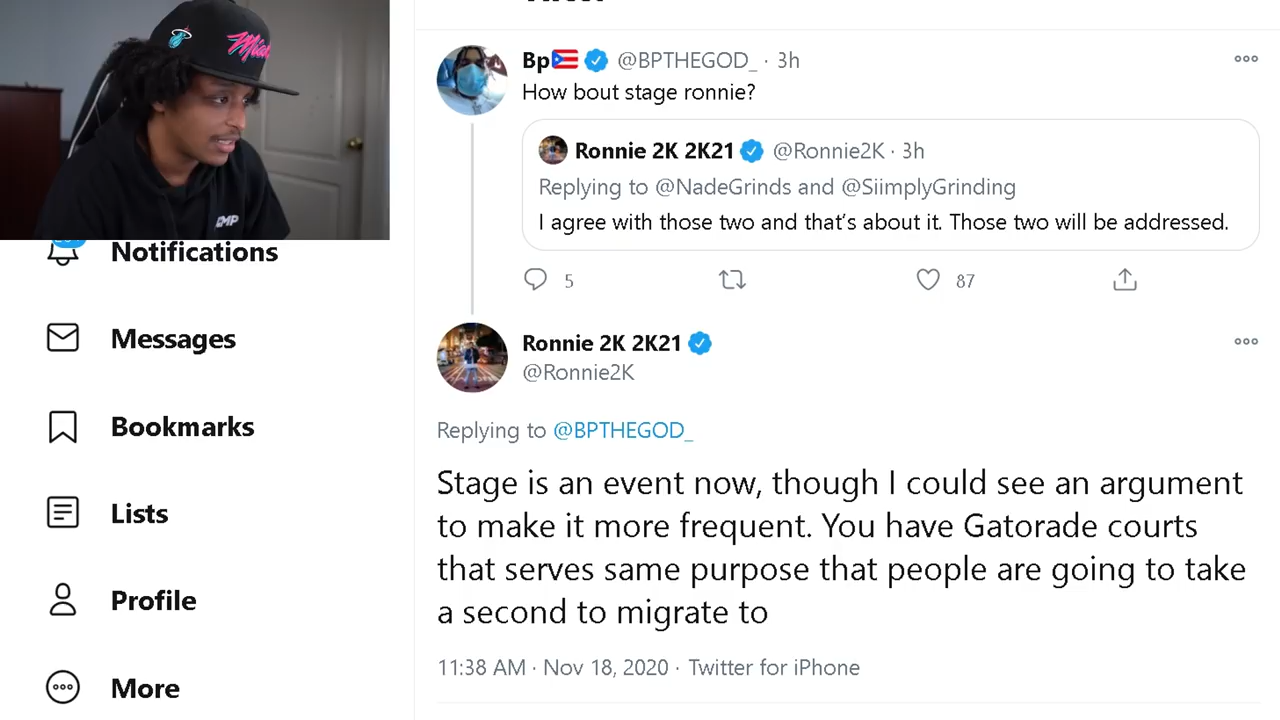 Bp🇵🇷 @BPTHEGOD_ · 3h
How bout stage ronnie?
Ronnie 2K 2K21 @Ronnie2K · 3h
Replying to @NadeGrinds and @SiimplyGrinding
I agree with those two and that's about it. Those two will be addressed.
5 87
Ronnie 2K 2K21
@Ronnie2K
Replying to @BPTHEGOD_
Stage is an event now, though I could see an argument
to make it more frequent. You have Gatorade courts
that serves same purpose that people are going to take
a second to migrate to
11:38 AM · Nov 18, 2020 · Twitter for iPhone
Notifications
Messages
Bookmarks
Lists
Profile
More